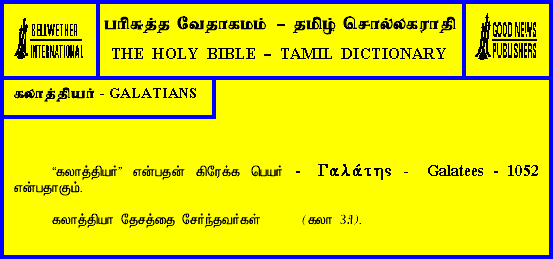 BELLWETHER
INTERNATIONAL
பரிசுத்த வேதாகமம் – தமிழ் சொல்லகராதி
THE HOLY BIBLE – TAMIL DICTIONARY
GOOD NEWS
PUBLISHERS
கலாத்தியர் - GALATIANS
“கலாத்தியர்” என்பதன் கிரேக்க பெயர் - Γαλάτης - Galatees - 1052
என்பதாகும்.
கலாத்தியா தேசத்தை சேர்ந்தவர்கள் (கலா 3:1).